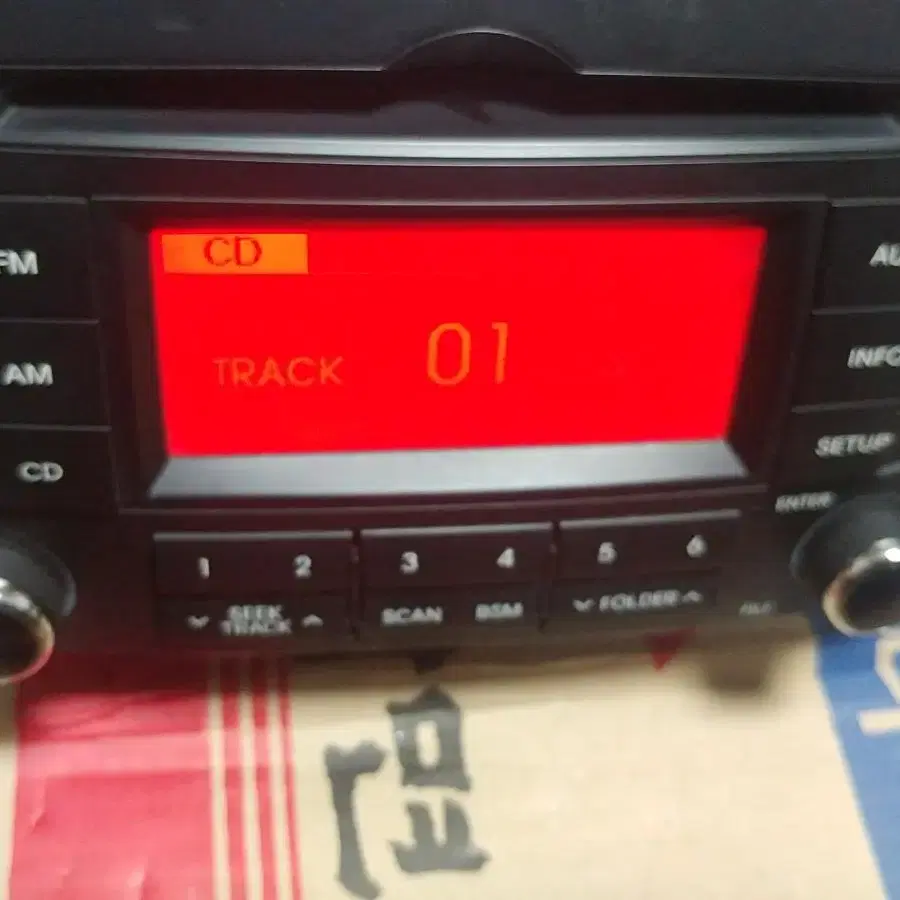 FM
AM
CD
CD
TRACK 01
INFO
SETUP
ENTER
1 2 3 4 5 6
SEEK
TRACK
SCAN BSM FOLDER